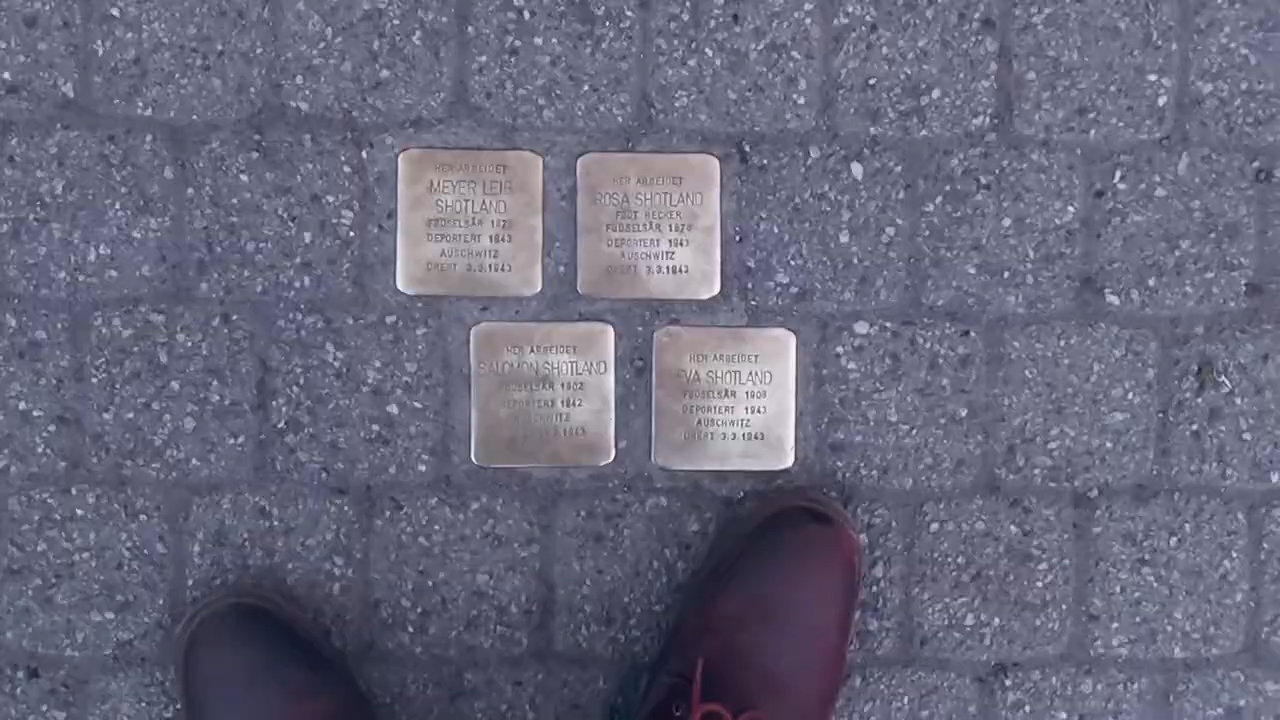 HER ARBEIDET
MEYER LEIB
SHOTLAND
FØDSELSÅR
DEPORTERT 1943
AUSCHWITZ
DREPT 3.3.1943
HER ARBEIDET
ROSA SHOTLAND
FØDT BECKER
FØDSELSÅR 1878
DEPORTERT 1943
AUSCHWITZ
DREPT 3.3.1943
HER ARBEIDET
SALOMON SHOTLAND
FØDSELSÅR 1902
DEPORTERT 1942
AUSCHWITZ
1943
HER ARBEIDET
EVA SHOTLAND
FØDSELSÅR 1908
DEPORTERT 1943
AUSCHWITZ
DREPT 3.3.1943